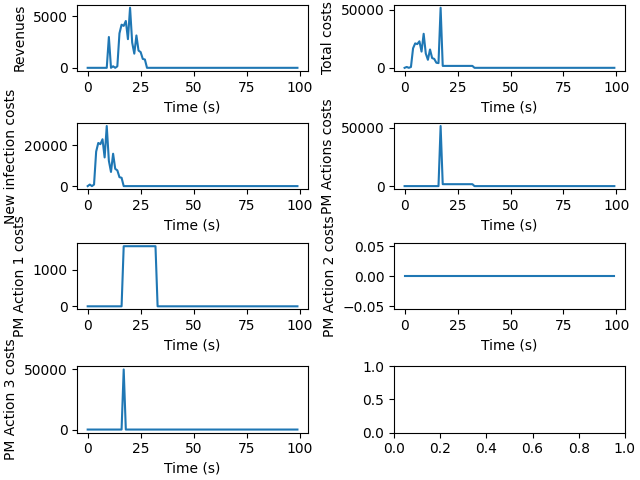 Revenues
5000
0
0 25 50 75 100
Time (s)
Total costs
50000
0
0 25 50 75 100
Time (s)
New infection costs
20000
0
0 25 50 75 100
Time (s)
PM Actions costs
50000
0
0 25 50 75 100
Time (s)
PM Action 1 costs
1000
0
0 25 50 75 100
Time (s)
PM Action 2 costs
0.05
0.00
−0.05
0 25 50 75 100
Time (s)
PM Action 3 costs
50000
0
0 25 50 75 100
Time (s)
1.0
0.5
0.0
0.0 0.2 0.4 0.6 0.8 1.0